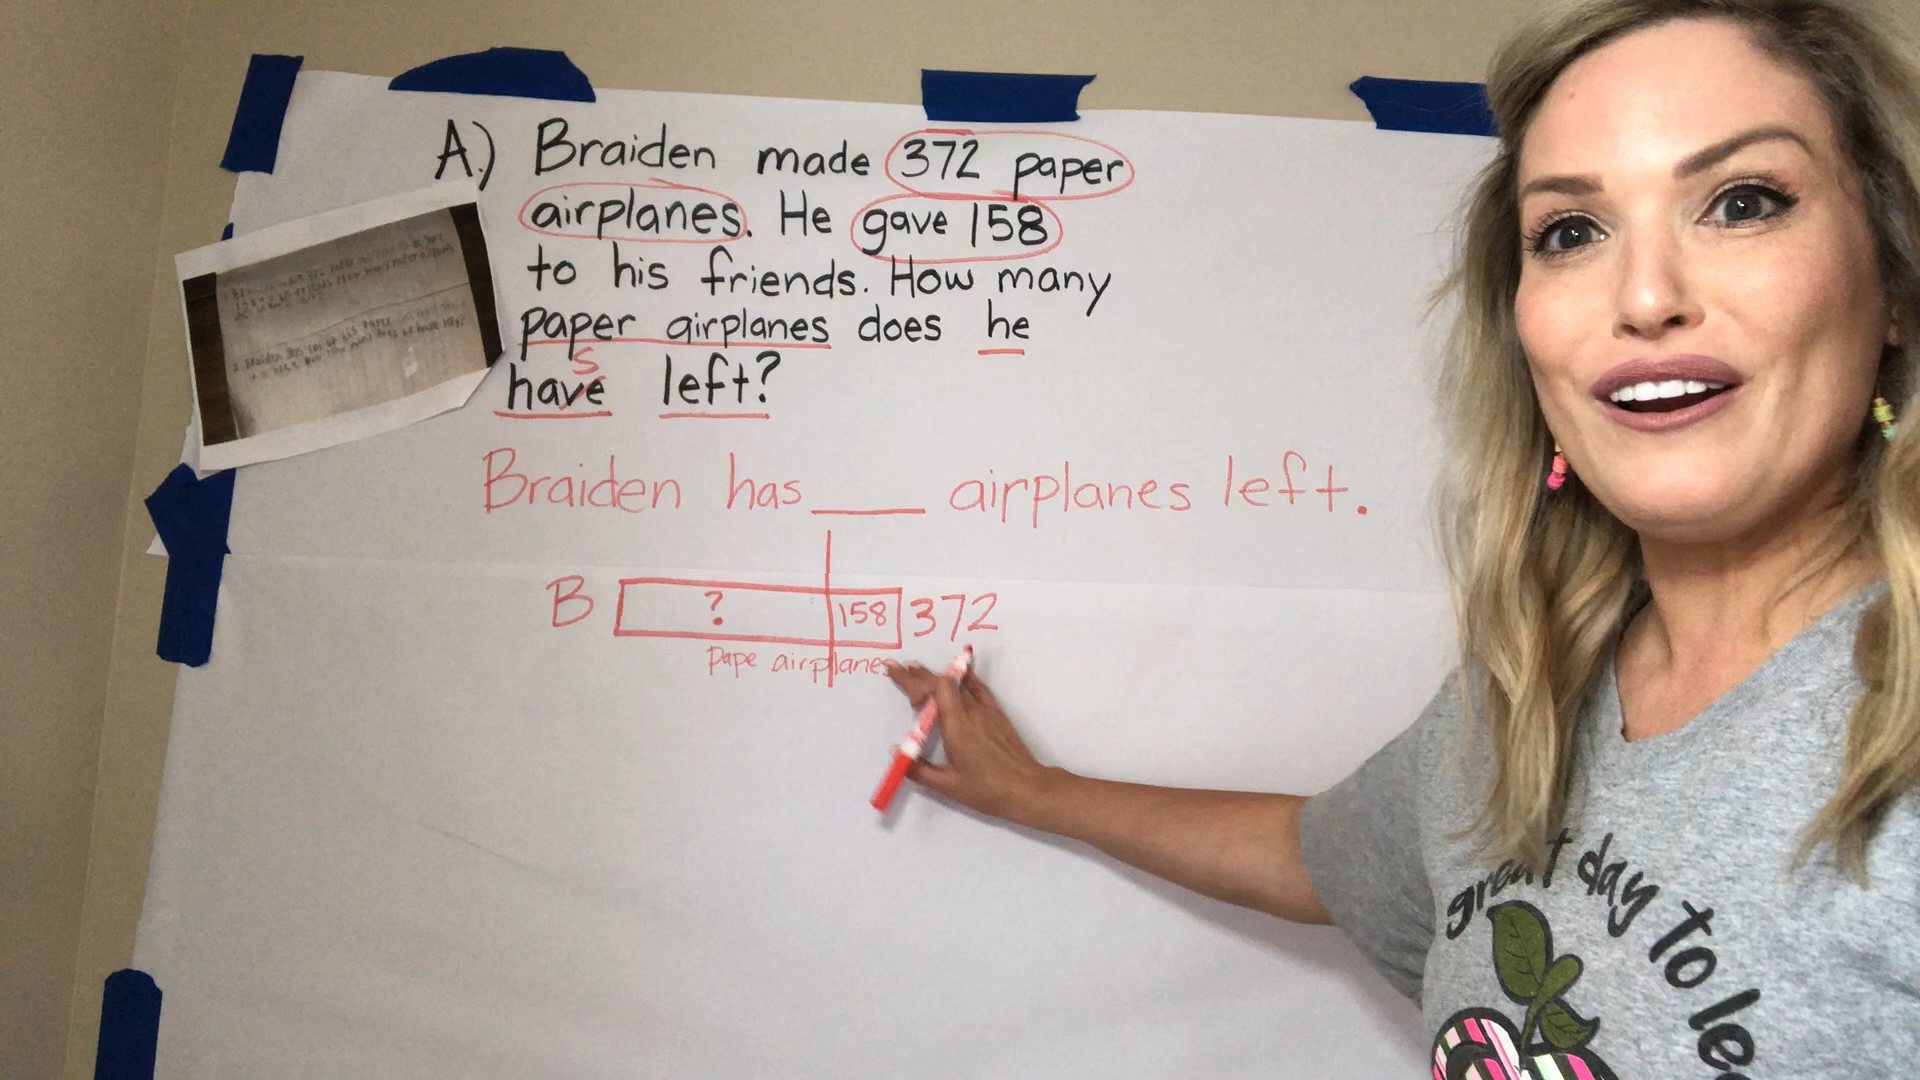 A.) Braiden made 372 paper
airplanes. He gave 158
to his friends. How many
paper airplanes does he
s
have left?
Braiden has ___ airplanes left.
B ? 158 372
pape airplanes
great day to le